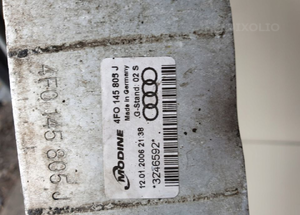 4F0 145 805 J
MODINE
4F0 145 805 J
Made in Germany
G-Stand: 02 S
12.01.2006 21:38
*3246592*